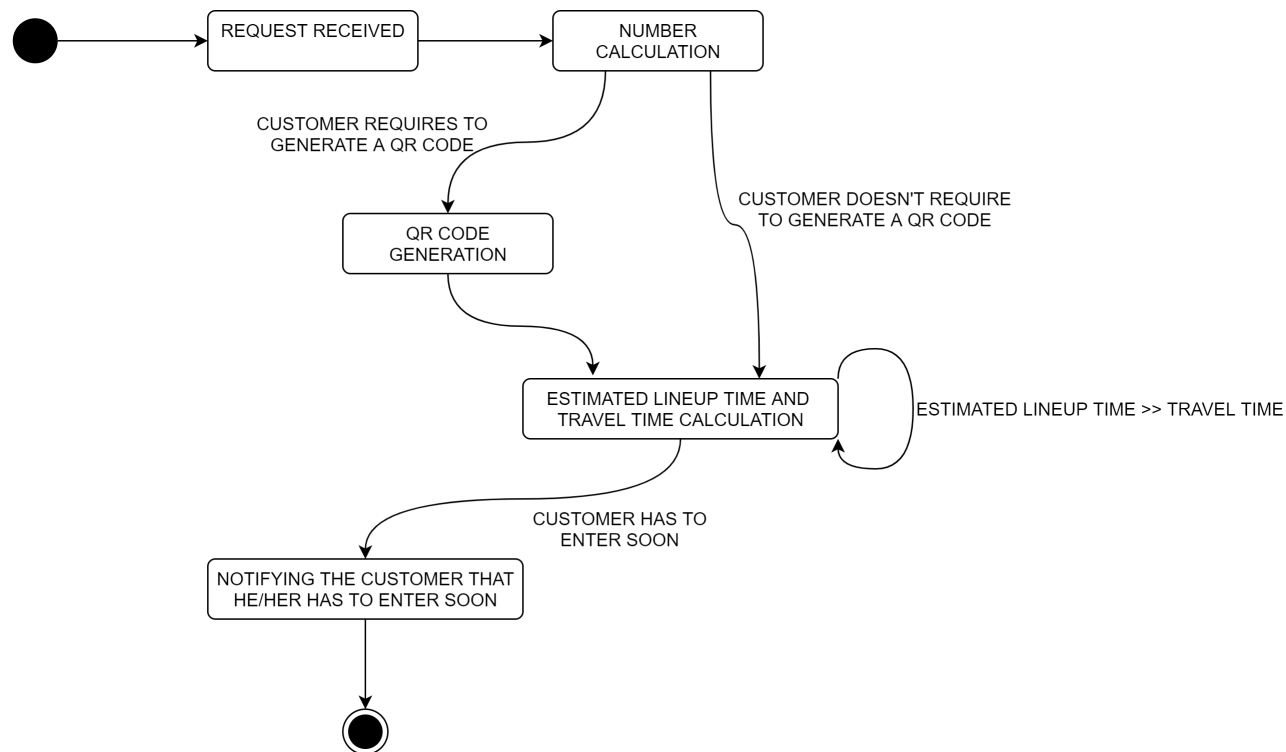 REQUEST RECEIVED
NUMBER
CALCULATION
CUSTOMER REQUIRES TO
GENERATE A QR CODE
CUSTOMER DOESN'T REQUIRE
TO GENERATE A QR CODE
QR CODE
GENERATION
ESTIMATED LINEUP TIME AND
TRAVEL TIME CALCULATION
ESTIMATED LINEUP TIME >> TRAVEL TIME
CUSTOMER HAS TO
ENTER SOON
NOTIFYING THE CUSTOMER THAT
HE/HER HAS TO ENTER SOON